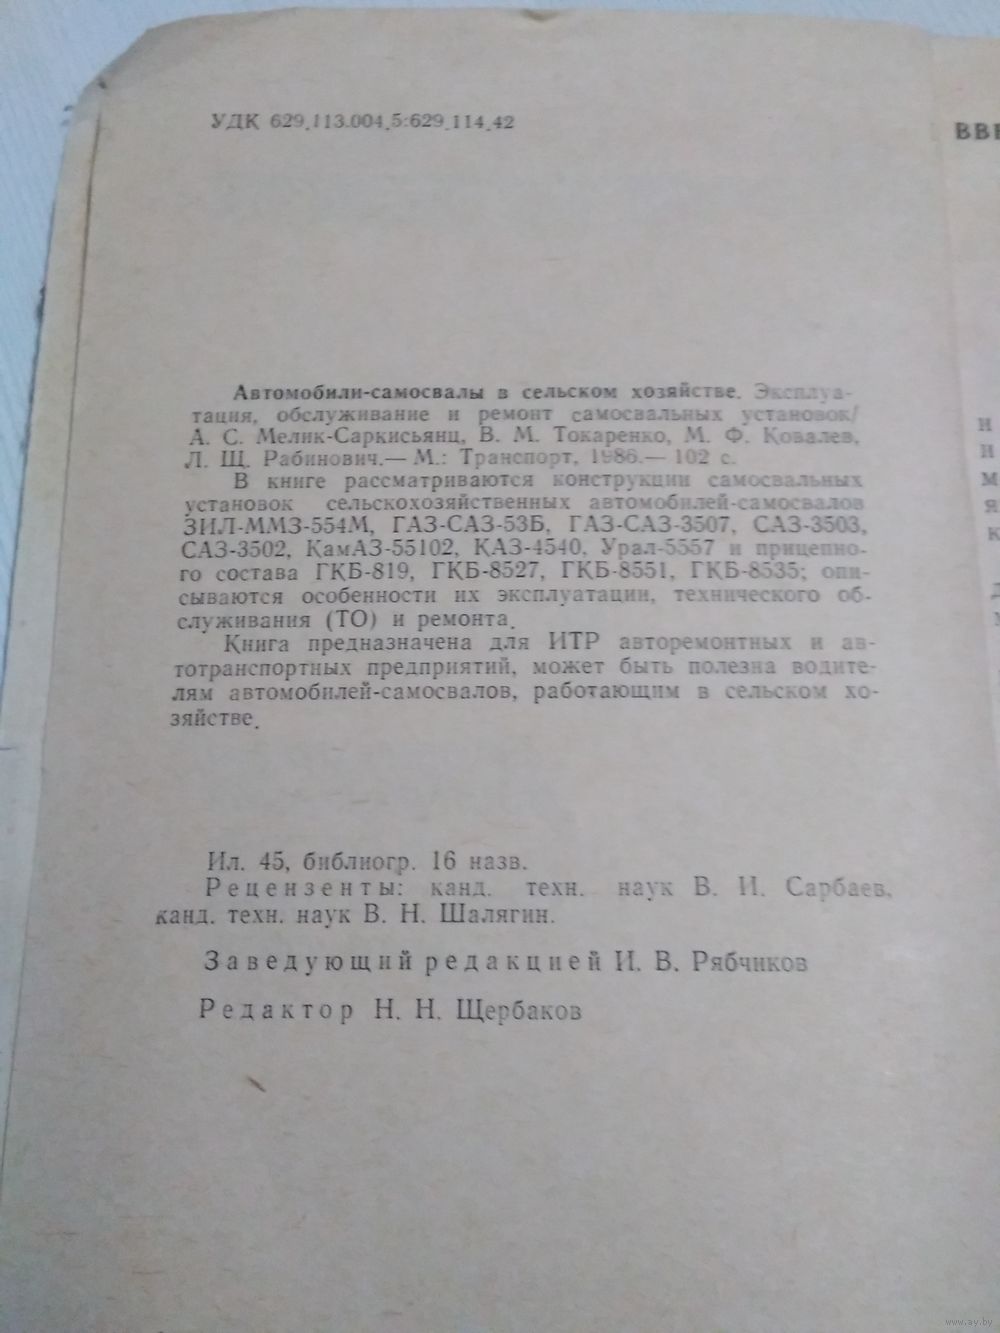 УДК 629.113.004.5:629.114.42
Автомобили-самосвалы в сельском хозяйстве. Эксплуа-
тация, обслуживание и ремонт самосвальных установок/
А. С. Мелик-Саркисьянц, В. М. Токаренко, М. Ф. Ковалев,
Л. Щ. Рабинович.— М.: Транспорт, 1986.— 102 с.
В книге рассматриваются конструкции самосвальных
установок сельскохозяйственных автомобилей-самосвалов
ЗИЛ-ММЗ-554М, ГАЗ-САЗ-53Б, ГАЗ-САЗ-3507, САЗ-3503,
САЗ-3502, КамАЗ-55102, КАЗ-4540, Урал-5557 и прицепно-
го состава ГКБ-819, ГКБ-8527, ГКБ-8551, ГКБ-8535; опи-
сываются особенности их эксплуатации, технического об-
служивания (ТО) и ремонта.
Книга предназначена для ИТР авторемонтных и ав-
тотранспортных предприятий, может быть полезна водите-
лям автомобилей-самосвалов, работающим в сельском хо-
зяйстве.
Ил. 45, библиогр. 16 назв.
Рецензенты: канд. техн. наук В. И. Сарбаев,
канд. техн. наук В. Н. Шалягин.
Заведующий редакцией И. В. Рябчиков
Редактор Н. Н. Щербаков
www.ay.by